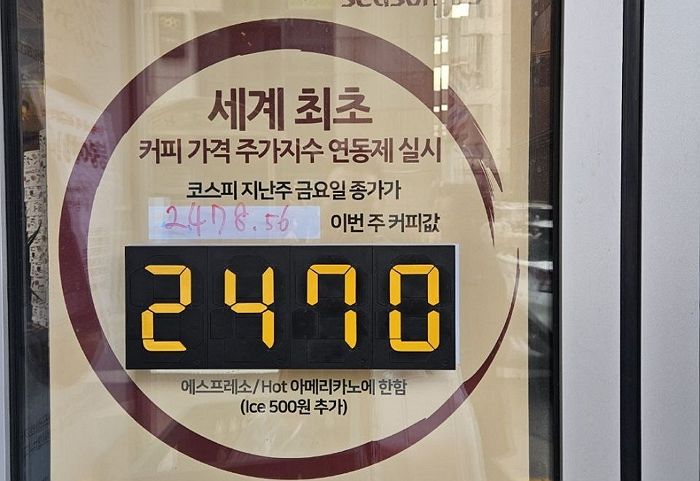 세계 최초
커피 가격 주가지수 연동제 실시
코스피 지난주 금요일 종가가
2478.56 이번 주 커피값
2470
에스프레소/Hot 아메리카노에 한함
(Ice 500원 추가)